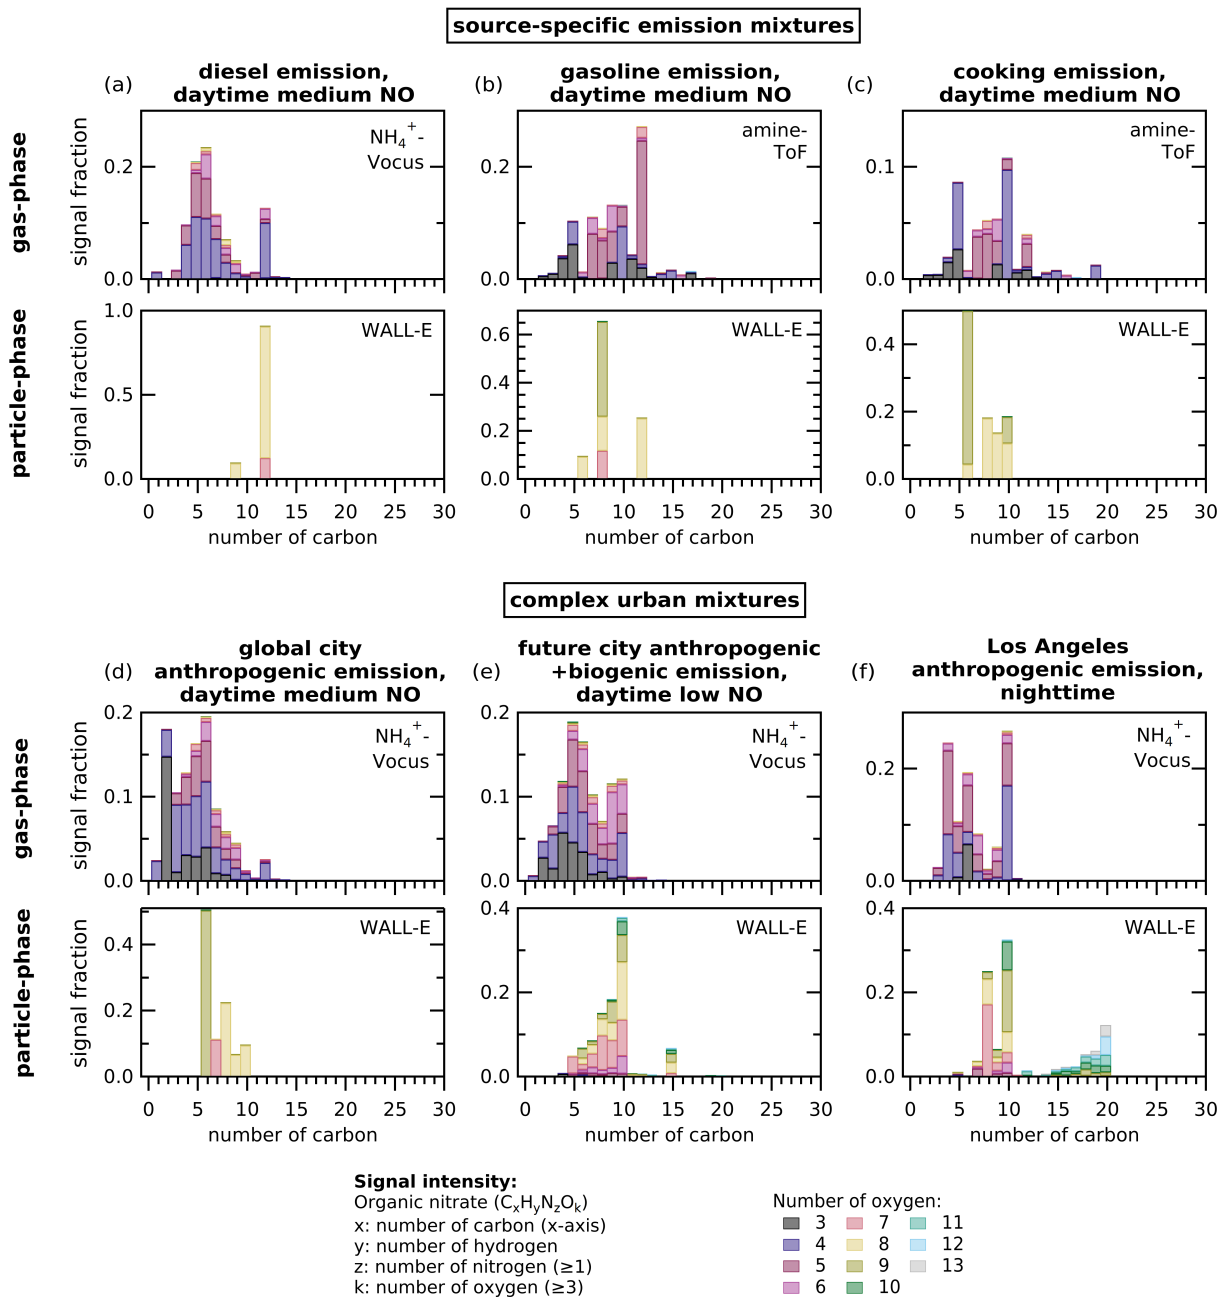 source-specific emission mixtures
(a) diesel emission,
daytime medium NO
(b) gasoline emission,
daytime medium NO
(c) cooking emission,
daytime medium NO
gas-phase
signal fraction
0.2
0.0
NH4+-
Vocus
0.2
0.0
amine-
ToF
0.1
0.0
amine-
ToF
particle-phase
signal fraction
1.0
0.5
0.0
WALL-E
0.6
0.4
0.2
0.0
WALL-E
0.4
0.2
0.0
WALL-E
0 5 10 15 20 25 30
number of carbon
0 5 10 15 20 25 30
number of carbon
0 5 10 15 20 25 30
number of carbon
complex urban mixtures
(d) global city
anthropogenic emission,
daytime medium NO
(e) future city anthropogenic
+biogenic emission,
daytime low NO
(f) Los Angeles
anthropogenic emission,
nighttime
gas-phase
signal fraction
0.2
0.1
0.0
NH4+-
Vocus
0.2
0.1
0.0
NH4+-
Vocus
0.2
0.0
NH4+-
Vocus
particle-phase
signal fraction
0.4
0.2
0.0
WALL-E
0.4
0.2
0.0
WALL-E
0.4
0.2
0.0
WALL-E
0 5 10 15 20 25 30
number of carbon
0 5 10 15 20 25 30
number of carbon
0 5 10 15 20 25 30
number of carbon
Signal intensity:
Organic nitrate (CxHyNzOk)
x: number of carbon (x-axis)
y: number of hydrogen
z: number of nitrogen (≥1)
k: number of oxygen (≥3)
Number of oxygen:
3 7 11
4 8 12
5 9 13
6 10